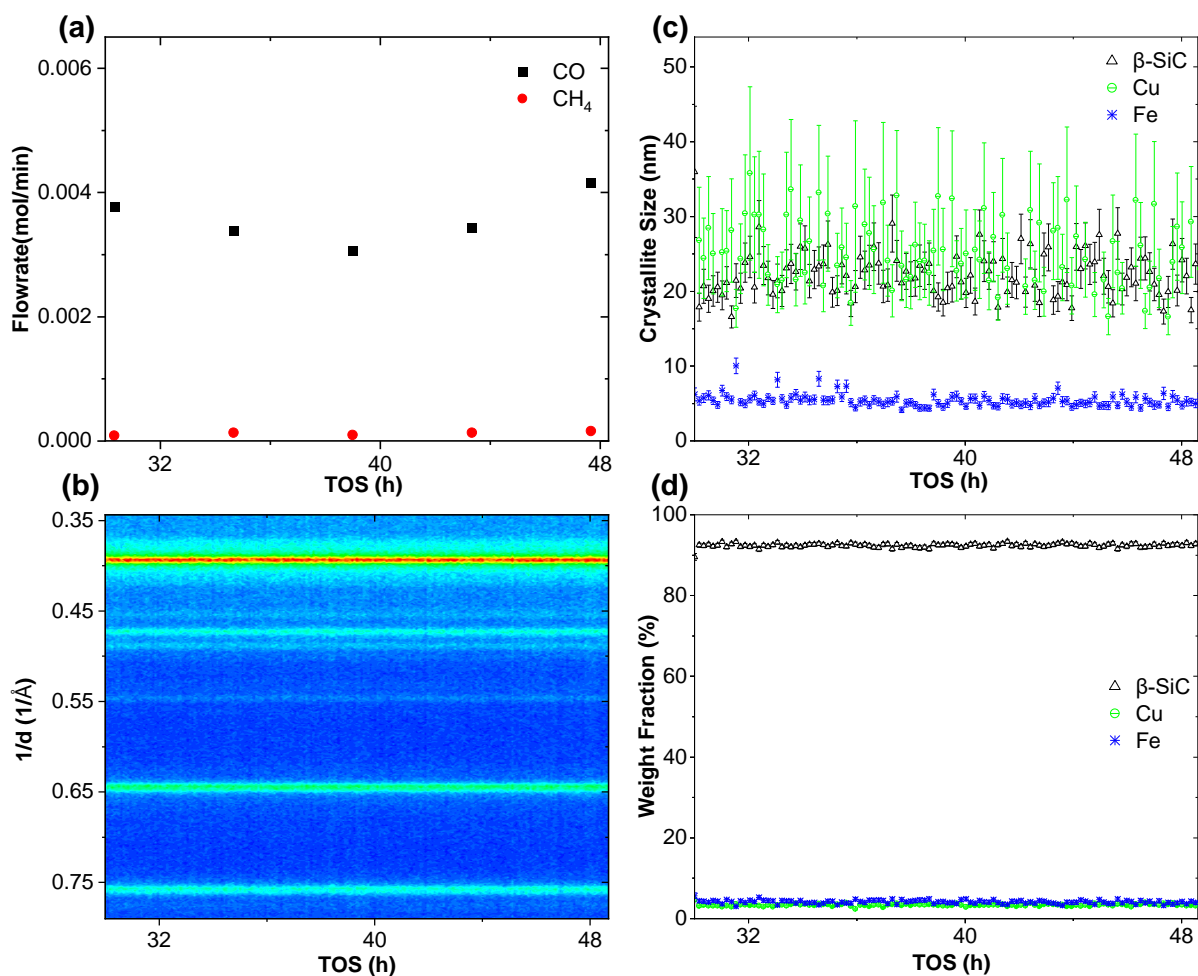 (a)
0.006
0.004
0.002
0.000
Flowrate(mol/min)
CO
CH₄
32
40
48
TOS (h)
(b)
0.35
0.45
0.55
0.65
0.75
1/d (1/Å)
32
40
48
TOS (h)
(c)
50
40
30
20
10
0
Crystallite Size (nm)
β-SiC
Cu
Fe
32
40
48
TOS (h)
(d)
100
80
60
40
20
0
Weight Fraction (%)
β-SiC
Cu
Fe
32
40
48
TOS (h)